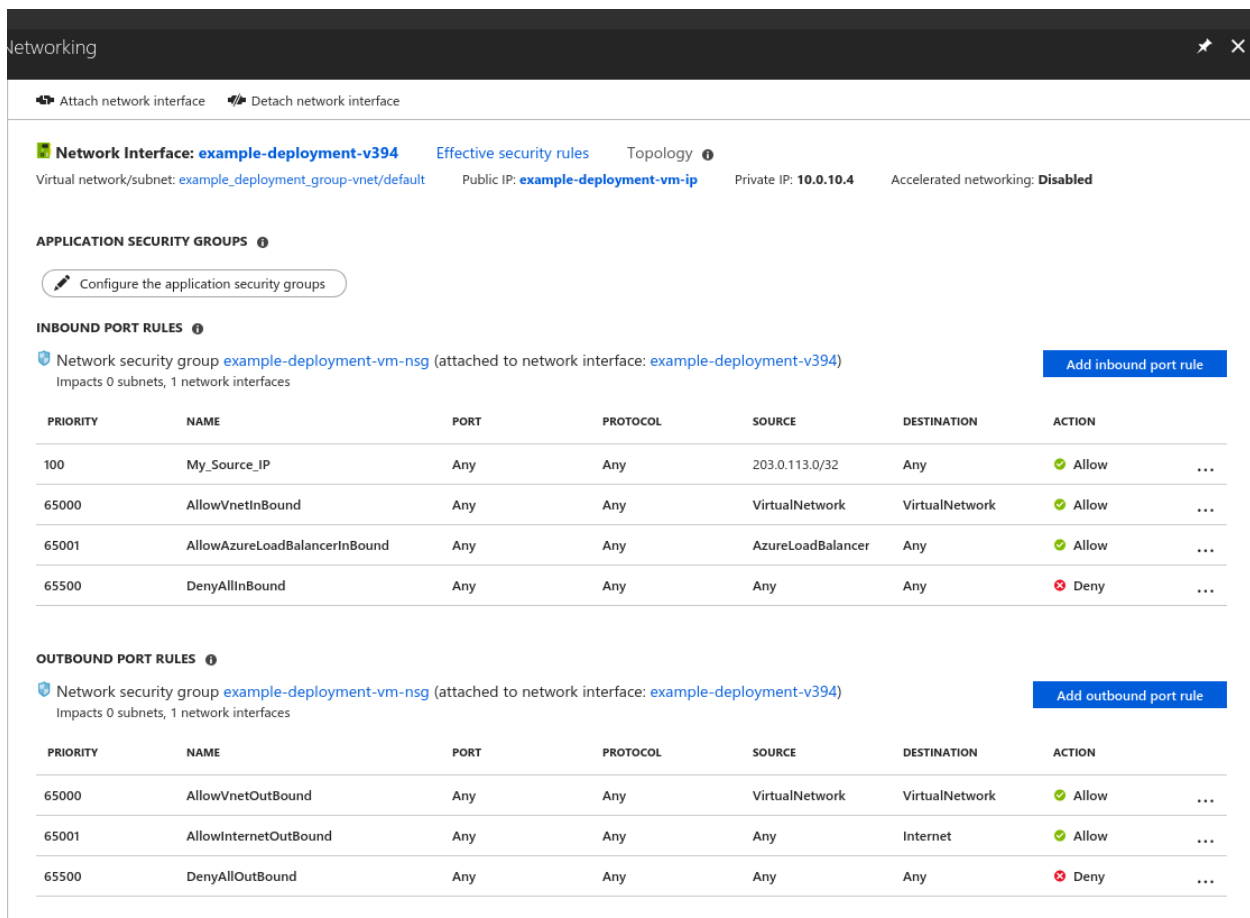 Networking
Attach network interface Detach network interface
Network Interface: example-deployment-v394 Effective security rules Topology
Virtual network/subnet: example_deployment_group-vnet/default Public IP: example-deployment-vm-ip Private IP: 10.0.10.4 Accelerated networking: Disabled
APPLICATION SECURITY GROUPS
Configure the application security groups
INBOUND PORT RULES
Network security group example-deployment-vm-nsg (attached to network interface: example-deployment-v394)
Add inbound port rule
Impacts 0 subnets, 1 network interfaces
PRIORITY NAME PORT PROTOCOL SOURCE DESTINATION ACTION
100 My_Source_IP Any Any 203.0.113.0/32 Any Allow ...
65000 AllowVnetInBound Any Any VirtualNetwork VirtualNetwork Allow ...
65001 AllowAzureLoadBalancerInBound Any Any AzureLoadBalancer Any Allow ...
65500 DenyAllInBound Any Any Any Any Deny ...
OUTBOUND PORT RULES
Network security group example-deployment-vm-nsg (attached to network interface: example-deployment-v394)
Add outbound port rule
Impacts 0 subnets, 1 network interfaces
PRIORITY NAME PORT PROTOCOL SOURCE DESTINATION ACTION
65000 AllowVnetOutBound Any Any VirtualNetwork VirtualNetwork Allow ...
65001 AllowInternetOutBound Any Any Any Internet Allow ...
65500 DenyAllOutBound Any Any Any Any Deny ...